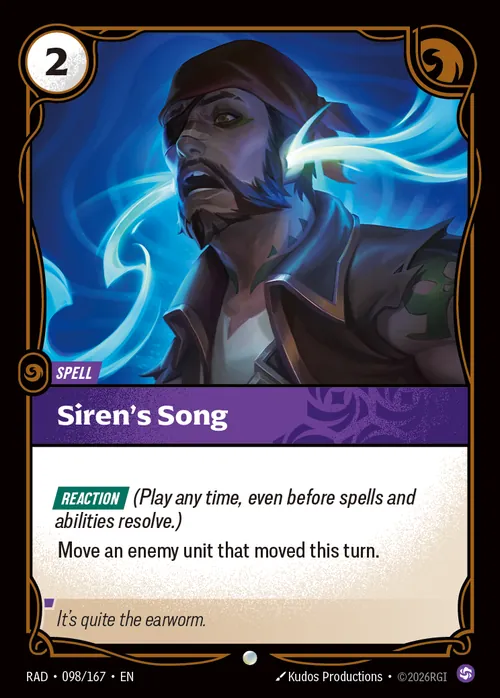 2
SPELL
Siren's Song
REACTION (Play any time, even before spells and
abilities resolve.)
Move an enemy unit that moved this turn.
It's quite the earworm.
RAD • 098/167 • EN
Kudos Productions • ©2026RGI